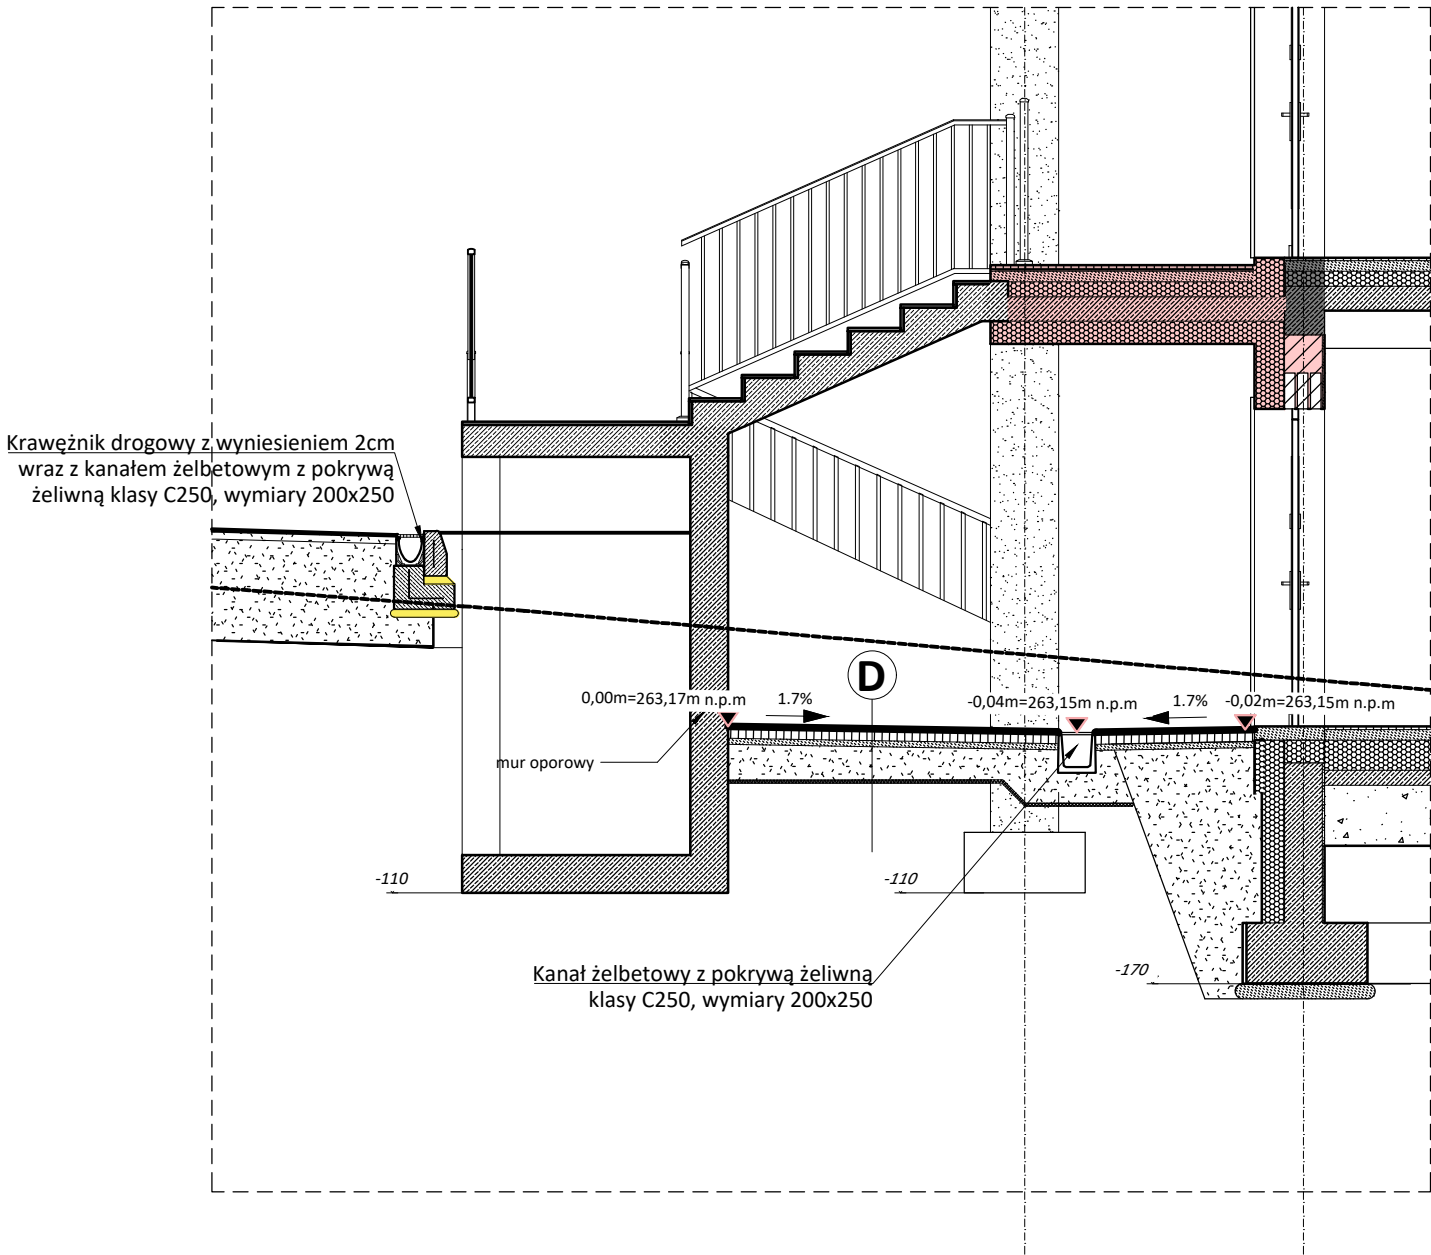 Krawężnik drogowy z wyniesieniem 2cm
wraz z kanałem żelbetowym z pokrywą
żeliwną klasy C250, wymiary 200x250
D
0,00m=263,17m n.p.m
1.7%
-0,04m=263,15m n.p.m
1.7%
-0,02m=263,15m n.p.m
mur oporowy
-110
-110
Kanał żelbetowy z pokrywą żeliwną
klasy C250, wymiary 200x250
-170